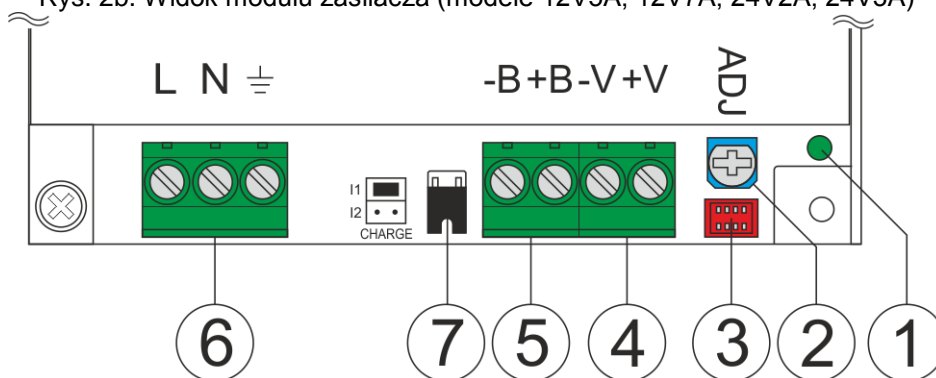 Rys. 2b. Widok modułu zasilacza (modele 12V5A, 12V7A, 24V2A, 24V3A)
L N -B+B-V+V ADJ
I1
I2
CHARGE
6 7 5 4 3 2 1